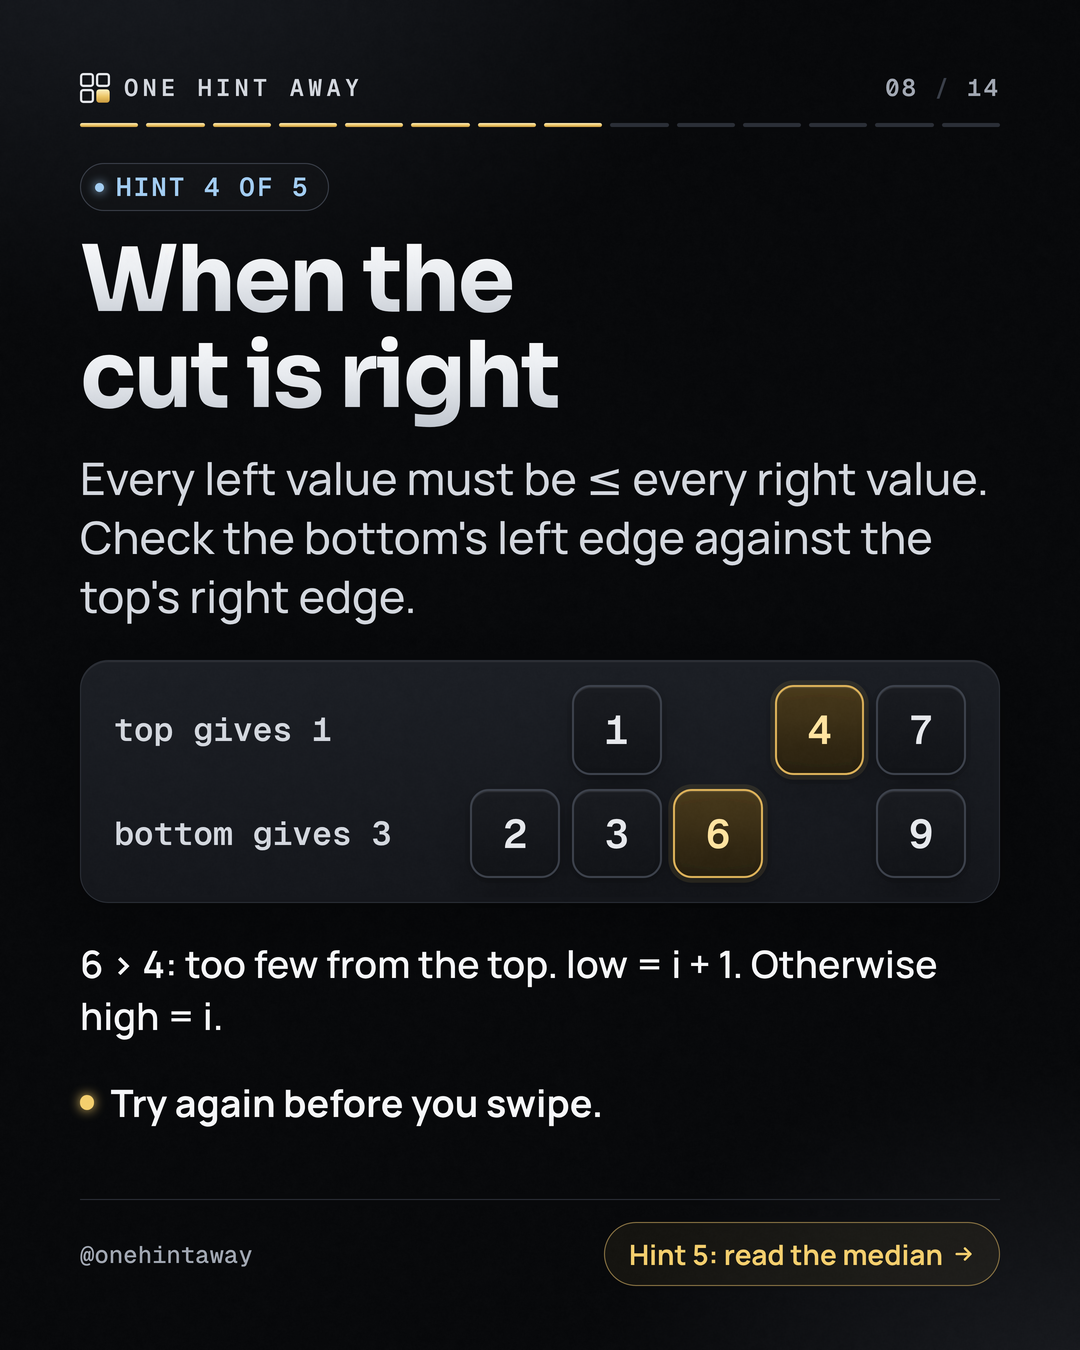 ONE HINT AWAY
08 / 14
HINT 4 OF 5
When the
cut is right
Every left value must be ≤ every right value.
Check the bottom's left edge against the
top's right edge.
top gives 1 1 4 7
bottom gives 3 2 3 6 9
6 > 4: too few from the top. low = i + 1. Otherwise
high = i.
Try again before you swipe.
@onehintaway
Hint 5: read the median →